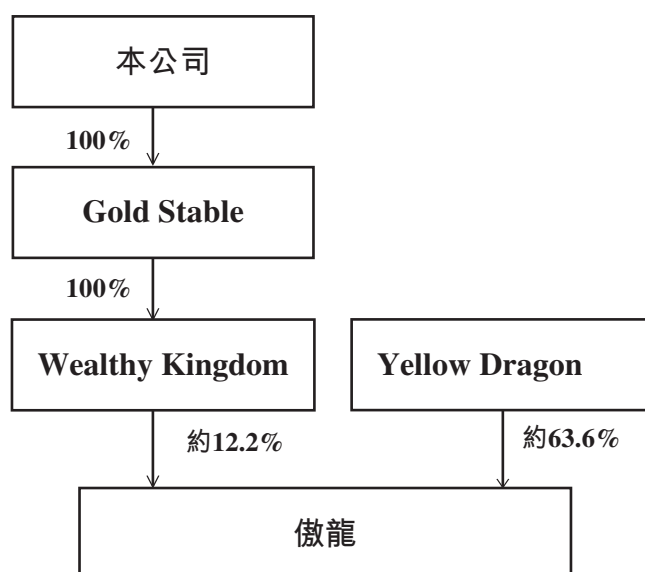 本公司
100%
Gold Stable
100%
Wealthy Kingdom
Yellow Dragon
約12.2%
約63.6%
傲龍